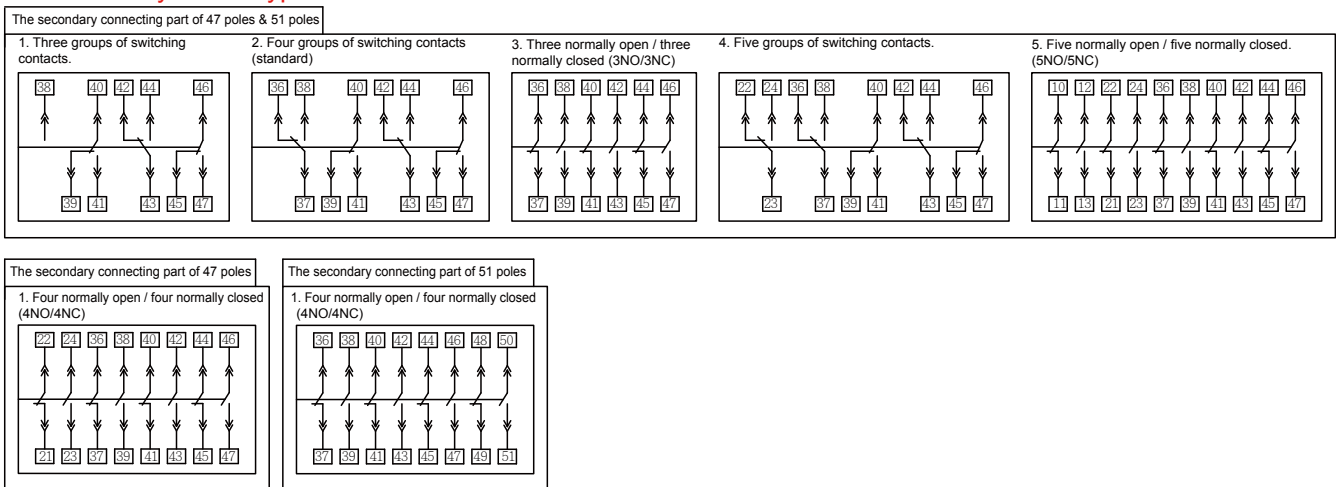 The secondary connecting part of 47 poles & 51 poles
1. Three groups of switching
contacts.
38 40 42 44 46
39 41 43 45 47
2. Four groups of switching contacts
(standard)
36 38 40 42 44 46
37 39 41 43 45 47
3. Three normally open / three
normally closed (3NO/3NC)
36 38 40 42 44 46
37 39 41 43 45 47
4. Five groups of switching contacts.
22 24 36 38 40 42 44 46
23 37 39 41 43 45 47
5. Five normally open / five normally closed.
(5NO/5NC)
10 12 22 24 36 38 40 42 44 46
11 13 21 23 37 39 41 43 45 47
The secondary connecting part of 47 poles
1. Four normally open / four normally closed
(4NO/4NC)
22 24 36 38 40 42 44 46
21 23 37 39 41 43 45 47
The secondary connecting part of 51 poles
1. Four normally open / four normally closed
(4NO/4NC)
36 38 40 42 44 46 48 50
37 39 41 43 45 47 49 51